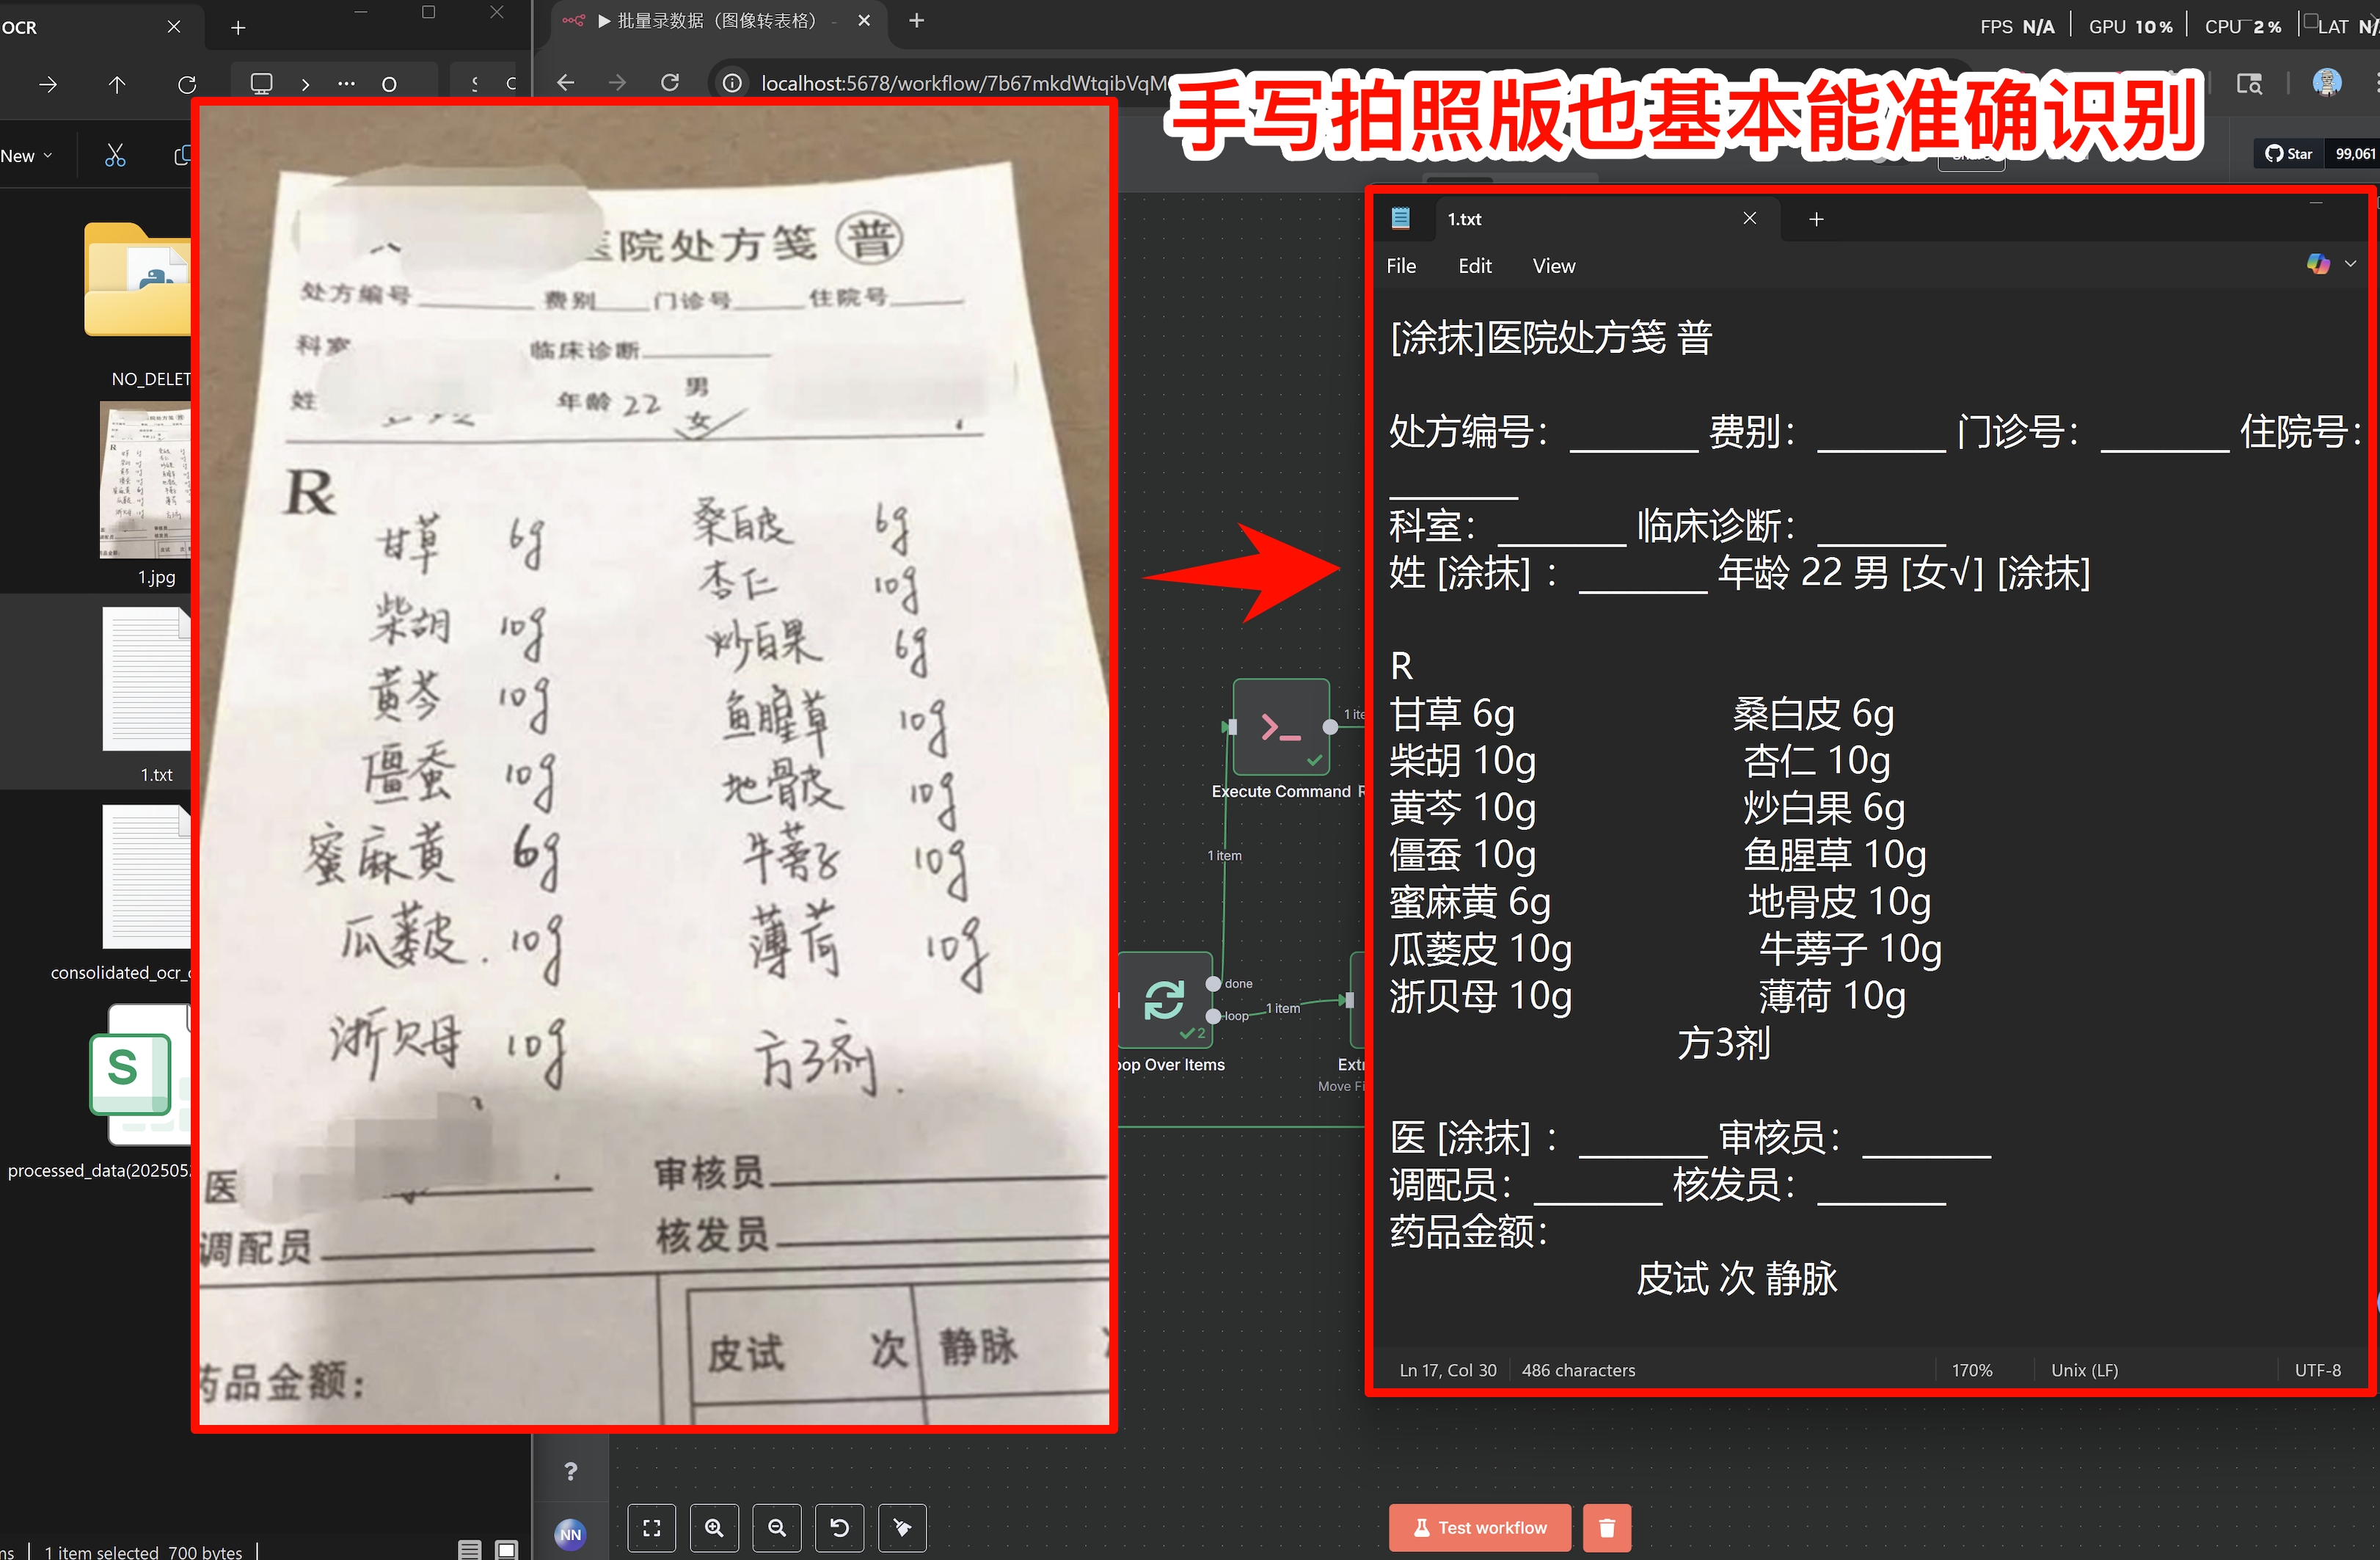 OCR
▶ 批量录数据（图像转表格） -
FPS N/A GPU 10% CPU 2% LAT N/
localhost:5678/workflow/7b67mkdWtqibVqM
手写拍照版也基本能准确识别
New
Star 99,061
NO_DELET
1.jpg
1.txt
consolidated_ocr_
processed_data(202505
医院处方笺 普
处方编号 费别 门诊号 住院号
科室 临床诊断
姓 年龄 22 男
女
R
甘草 6g 桑白皮 6g
柴胡 10g 杏仁 10g
黄芩 10g 炒白果 6g
僵蚕 10g 鱼腥草 10g
蜜麻黄 6g 地骨皮 10g
瓜蒌皮. 10g 牛蒡子 10g
浙贝母 10g 薄荷 10g
方3剂.
医 审核员
调配员 核发员
药品金额:
皮试 次 静脉
Execute Command
1 item
done
loop
1 item
2
oop Over Items
Extr
Move Fi
1.txt
File Edit View
[涂抹]医院处方笺 普
处方编号：_______ 费别：_______ 门诊号：_______ 住院号：
_______
科室：_______ 临床诊断：_______
姓 [涂抹] ：_______ 年龄 22 男 [女√] [涂抹]
R
甘草 6g 桑白皮 6g
柴胡 10g 杏仁 10g
黄芩 10g 炒白果 6g
僵蚕 10g 鱼腥草 10g
蜜麻黄 6g 地骨皮 10g
瓜蒌皮 10g 牛蒡子 10g
浙贝母 10g 薄荷 10g
方3剂
医 [涂抹] ：_______ 审核员：_______
调配员：_______ 核发员：_______
药品金额：
皮试 次 静脉
Ln 17, Col 30 486 characters 170% Unix (LF) UTF-8
?
NN
Test workflow
1 item selected 700 bytes